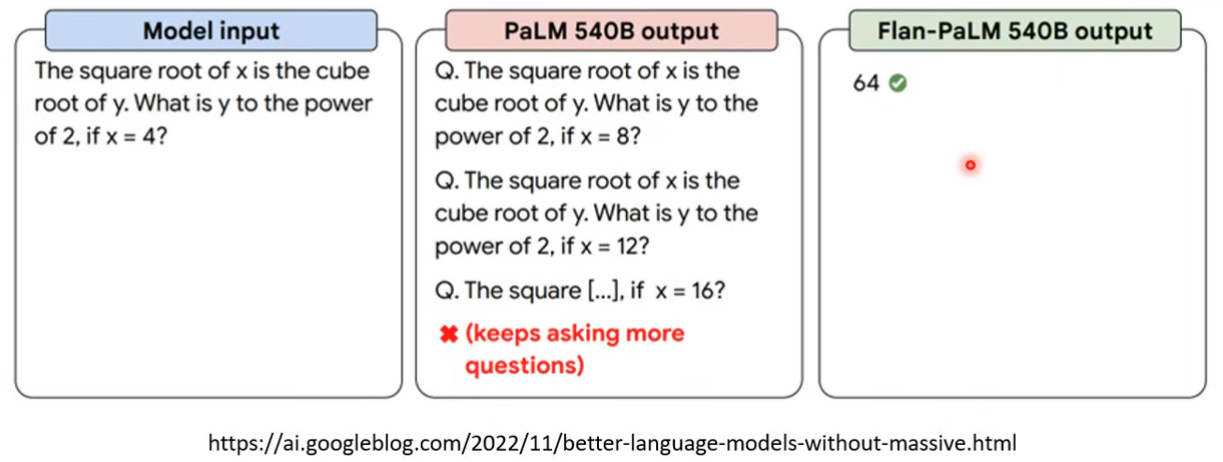 Model input
The square root of x is the cube
root of y. What is y to the power
of 2, if x = 4?
PaLM 540B output
Q. The square root of x is the
cube root of y. What is y to the
power of 2, if x = 8?
Q. The square root of x is the
cube root of y. What is y to the
power of 2, if x = 12?
Q. The square [...], if x = 16?
✖ (keeps asking more
questions)
Flan-PaLM 540B output
64
https://ai.googleblog.com/2022/11/better-language-models-without-massive.html